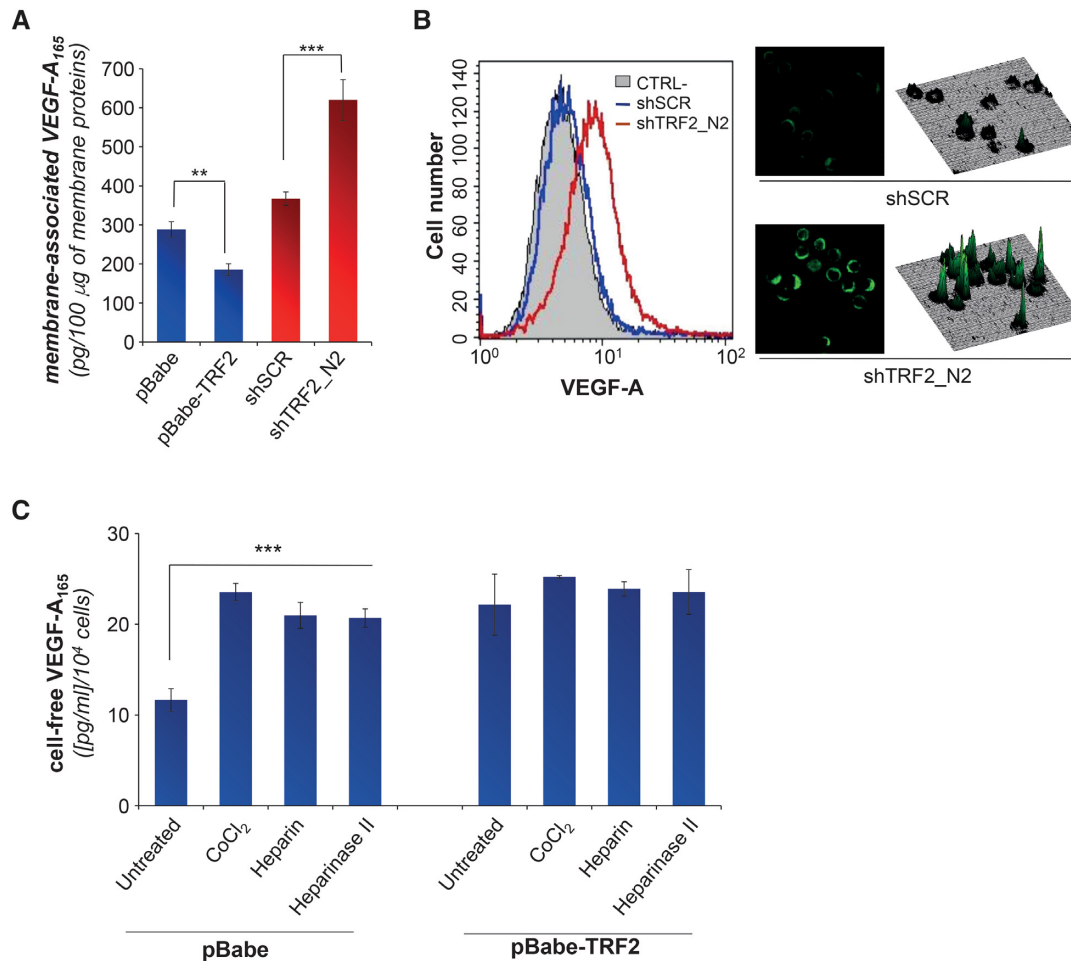 A
membrane-associated VEGF-A165
(pg/100 µg of membrane proteins)
700
600
500
400
300
200
100
0
**
***
pBabe
pBabe-TRF2
shSCR
shTRF2_N2
B
Cell number
140
120
100
80
60
40
20
0
CTRL-
shSCR
shTRF2_N2
10^0
10^1
10^2
VEGF-A
shSCR
shTRF2_N2
C
cell-free VEGF-A165
([pg/ml]/10^4 cells)
30
20
10
0
***
Untreated
CoCl2
Heparin
Heparinase II
Untreated
CoCl2
Heparin
Heparinase II
pBabe
pBabe-TRF2